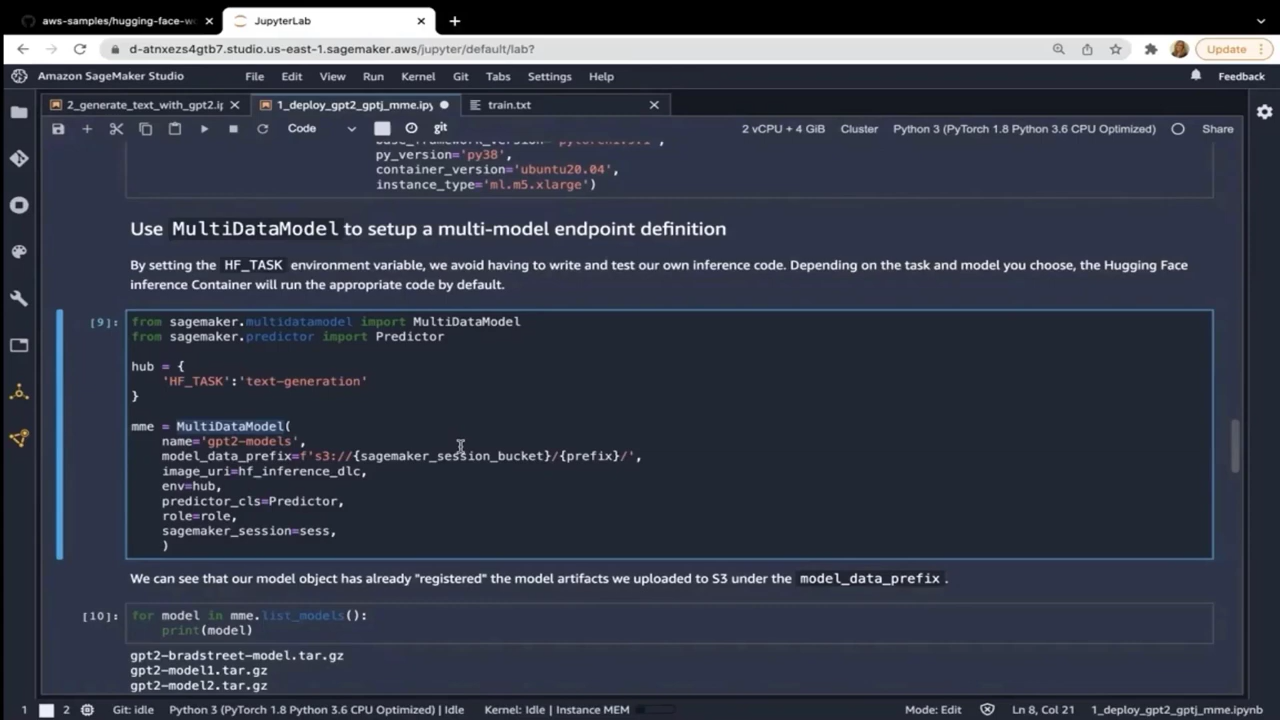 aws-samples/hugging-face-w
JupyterLab
d-atnxezs4gtb7.studio.us-east-1.sagemaker.aws/jupyter/default/lab?
Update
Amazon SageMaker Studio File Edit View Run Kernel Git Tabs Settings Help Feedback
2_generate_text_with_gpt2.i
1_deploy_gpt2_gptj_mme.ipy
train.txt
Code git 2 vCPU + 4 GiB Cluster Python 3 (PyTorch 1.8 Python 3.6 CPU Optimized) Share
py_version='py38',
container_version='ubuntu20.04',
instance_type='ml.m5.xlarge')
Use MultiDataModel to setup a multi-model endpoint definition
By setting the HF_TASK environment variable, we avoid having to write and test our own inference code. Depending on the task and model you choose, the Hugging Face
inference Container will run the appropriate code by default.
[9]: from sagemaker.multidatamodel import MultiDataModel
from sagemaker.predictor import Predictor
hub = {
'HF_TASK':'text-generation'
}
mme = MultiDataModel(
name='gpt2-models',
model_data_prefix=f's3://{sagemaker_session_bucket}/{prefix}/',
image_uri=hf_inference_dlc,
env=hub,
predictor_cls=Predictor,
role=role,
sagemaker_session=sess,
)
We can see that our model object has already "registered" the model artifacts we uploaded to S3 under the model_data_prefix.
[10]: for model in mme.list_models():
print(model)
gpt2-bradstreet-model.tar.gz
gpt2-model1.tar.gz
gpt2-model2.tar.gz
1 2 Git: idle Python 3 (PyTorch 1.8 Python 3.6 CPU Optimized) | Idle Kernel: Idle | Instance MEM Mode: Edit Ln 8, Col 21 1_deploy_gpt2_gptj_mme.ipynb